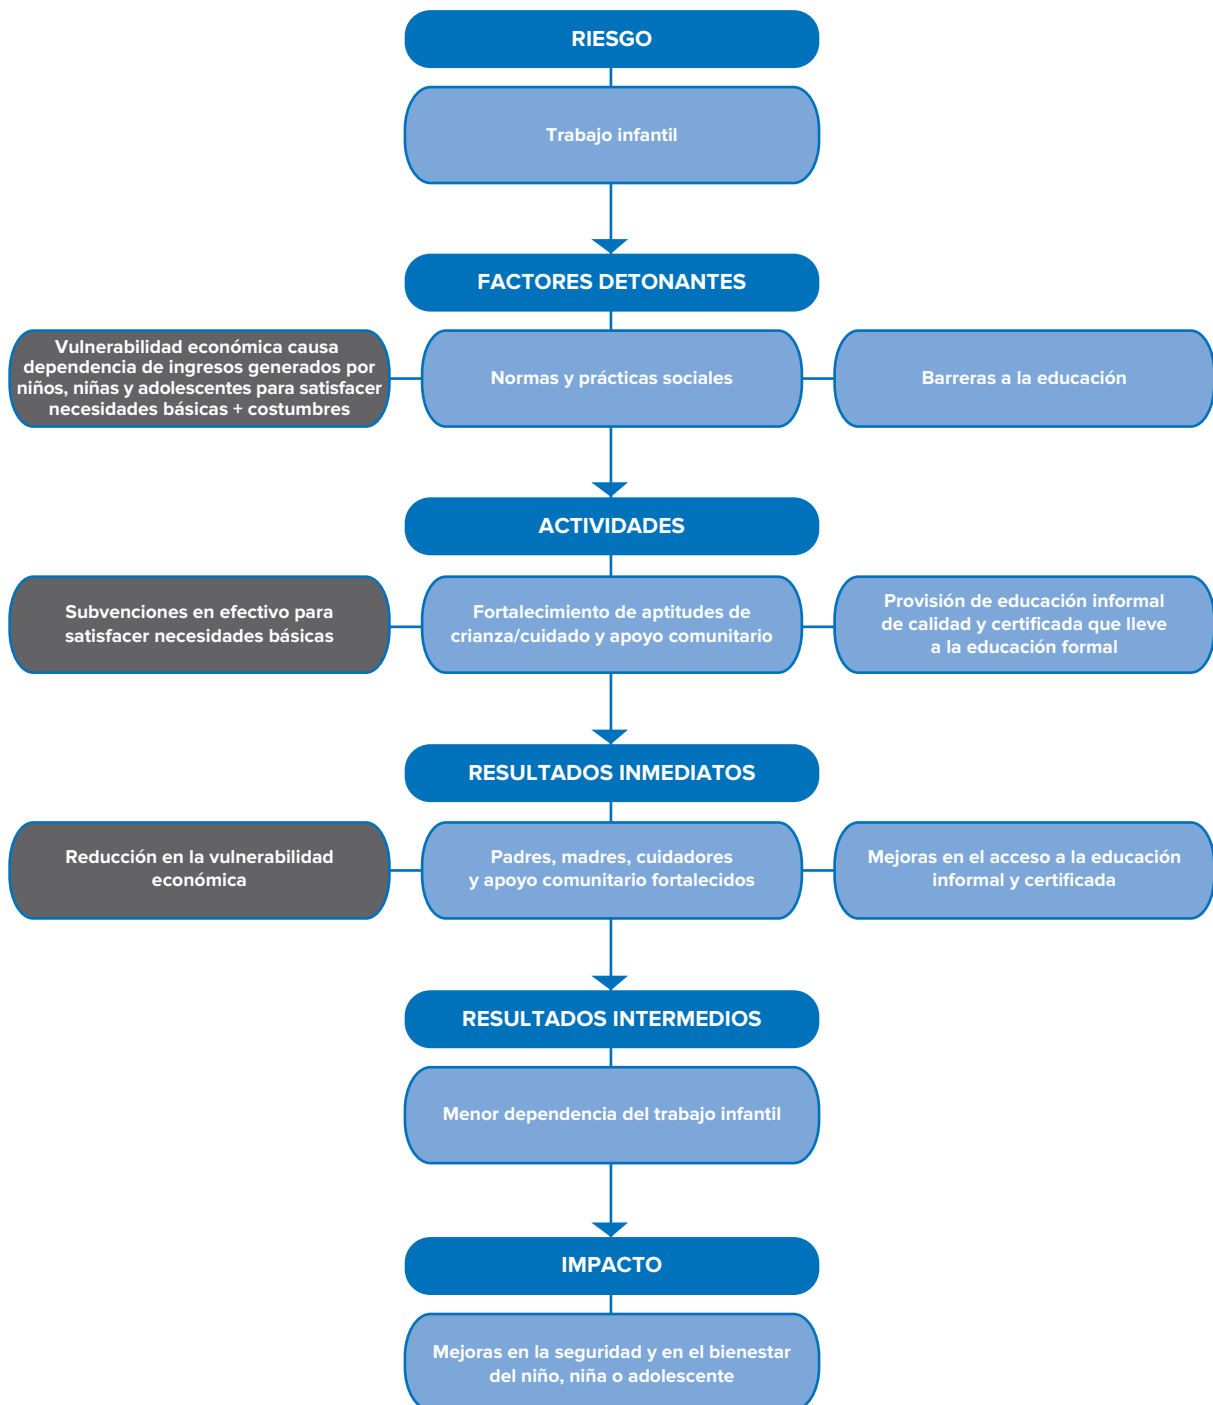 RIESGO
Trabajo infantil
FACTORES DETONANTES
Vulnerabilidad económica causa
dependencia de ingresos generados por
niños, niñas y adolescentes para satisfacer
necesidades básicas + costumbres
Normas y prácticas sociales
Barreras a la educación
ACTIVIDADES
Subvenciones en efectivo para
satisfacer necesidades básicas
Fortalecimiento de aptitudes de
crianza/cuidado y apoyo comunitario
Provisión de educación informal
de calidad y certificada que lleve
a la educación formal
RESULTADOS INMEDIATOS
Reducción en la vulnerabilidad
económica
Padres, madres, cuidadores
y apoyo comunitario fortalecidos
Mejoras en el acceso a la educación
informal y certificada
RESULTADOS INTERMEDIOS
Menor dependencia del trabajo infantil
IMPACTO
Mejoras en la seguridad y en el bienestar
del niño, niña o adolescente